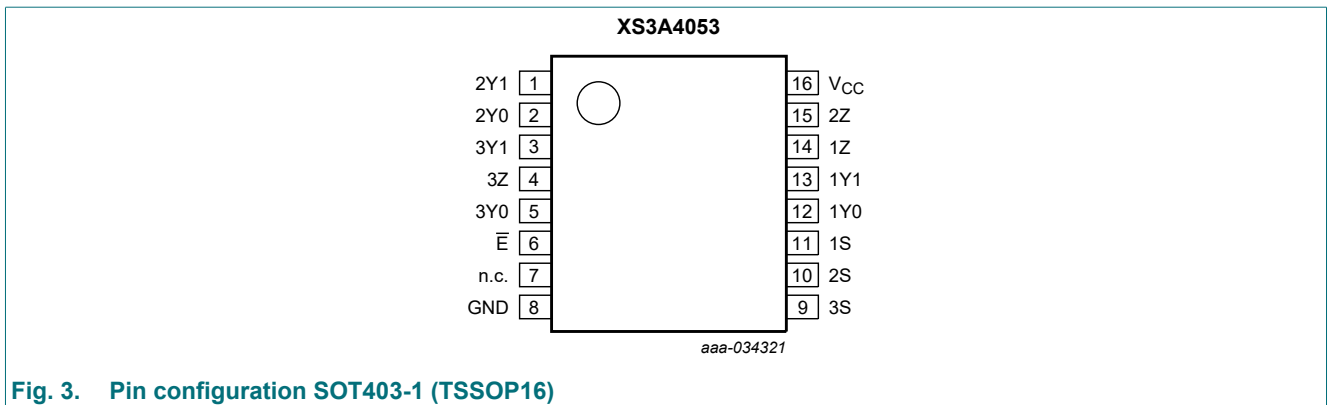 XS3A4053
2Y1 1 16 VCC
2Y0 2 15 2Z
3Y1 3 14 1Z
3Z 4 13 1Y1
3Y0 5 12 1Y0
E̅ 6 11 1S
n.c. 7 10 2S
GND 8 9 3S
aaa-034321
Fig. 3. Pin configuration SOT403-1 (TSSOP16)